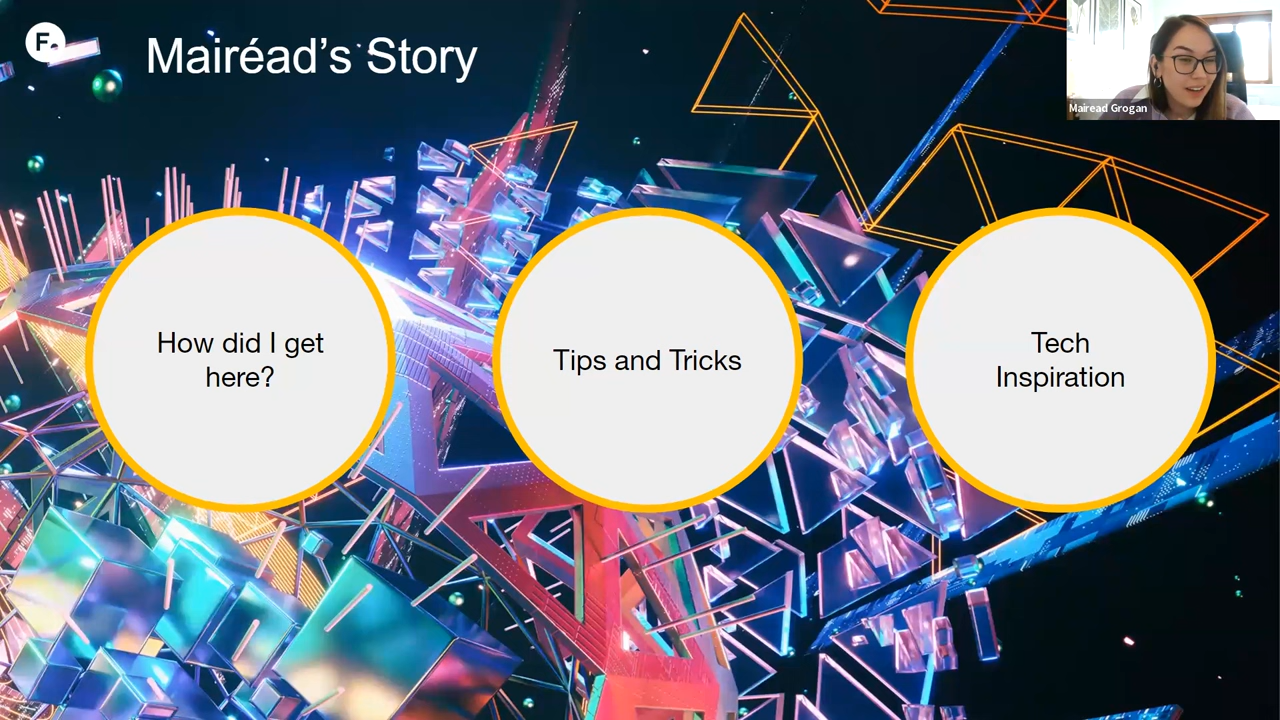 F.
Mairéad's Story
Mairead Grogan
How did I get
here?
Tips and Tricks
Tech
Inspiration